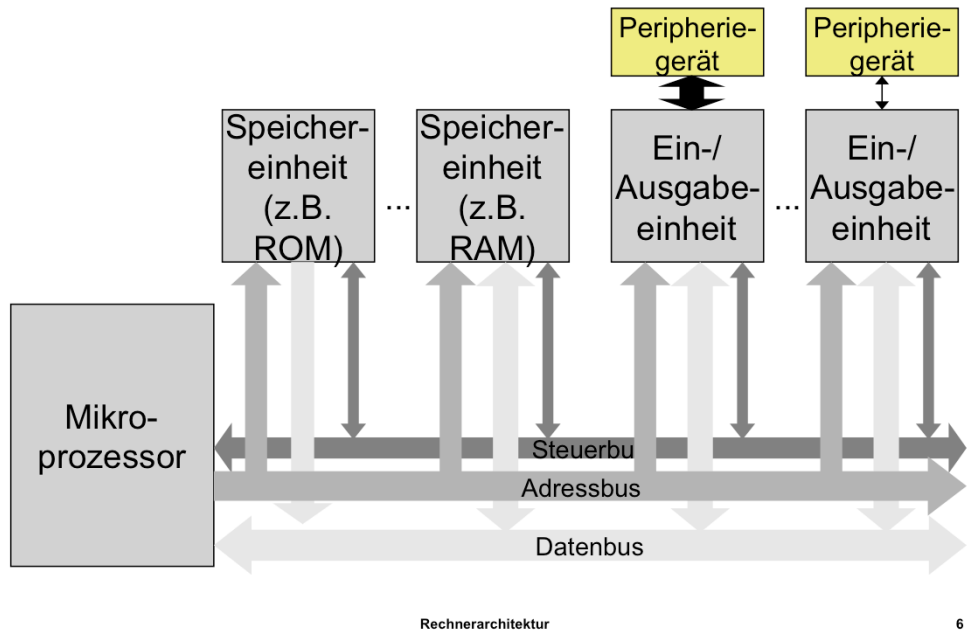 Peripherie-
gerät
Peripherie-
gerät
Speicher-
einheit
(z.B.
ROM)
...
Speicher-
einheit
(z.B.
RAM)
Ein-/
Ausgabe-
einheit
...
Ein-/
Ausgabe-
einheit
Mikro-
prozessor
Steuerbu
Adressbus
Datenbus
Rechnerarchitektur
6